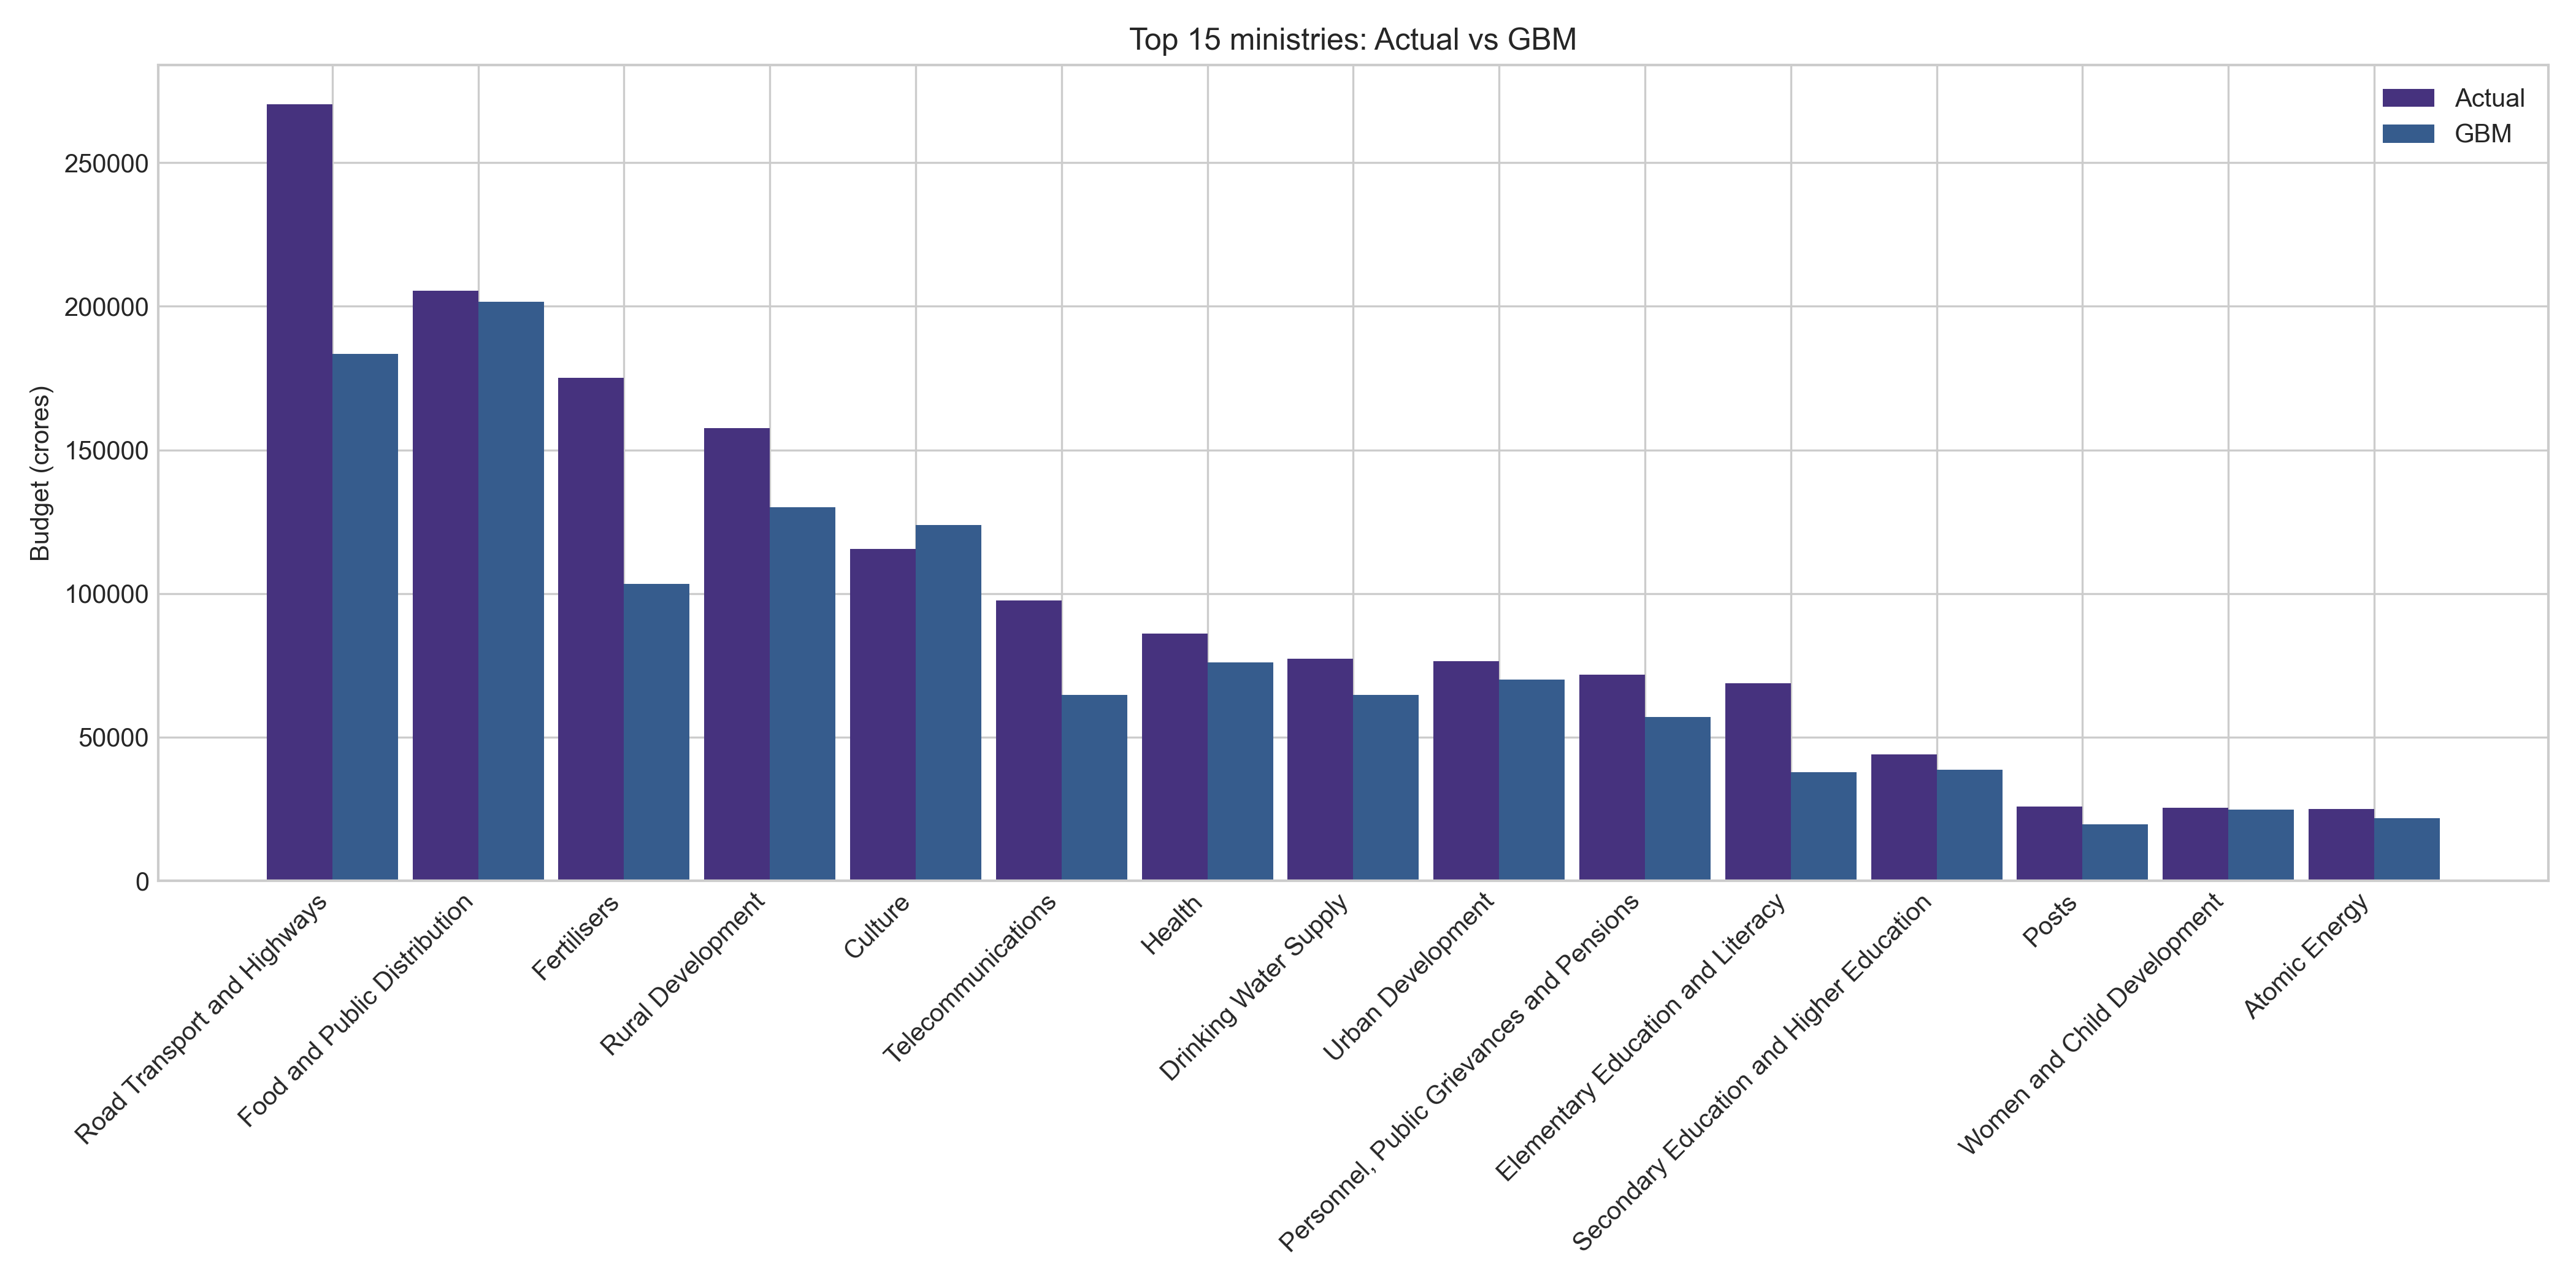 Top 15 ministries: Actual vs GBM
Actual
GBM
Budget (crores)
250000
200000
150000
100000
50000
0
Road Transport and Highways
Food and Public Distribution
Fertilisers
Rural Development
Culture
Telecommunications
Health
Drinking Water Supply
Urban Development
Personnel, Public Grievances and Pensions
Elementary Education and Literacy
Secondary Education and Higher Education
Posts
Women and Child Development
Atomic Energy